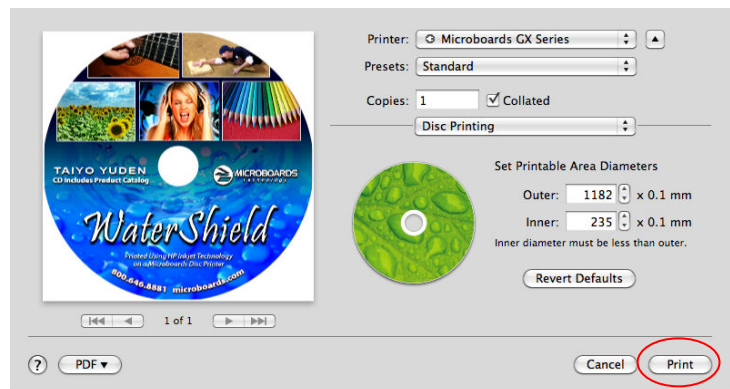 Printer: Microboards GX Series
Presets: Standard
Copies: 1 Collated
Disc Printing
TAIYO YUDEN
CD Includes Product Catalog
MICROBOARDS
TECHNOLOGY
WaterShield
Printed Using HP Inkjet Technology
on a Microboards Disc Printer
800.646.8881 microboards.com
Set Printable Area Diameters
Outer: 1182 x 0.1 mm
Inner: 235 x 0.1 mm
Inner diameter must be less than outer.
Revert Defaults
1 of 1
? PDF▼ Cancel Print